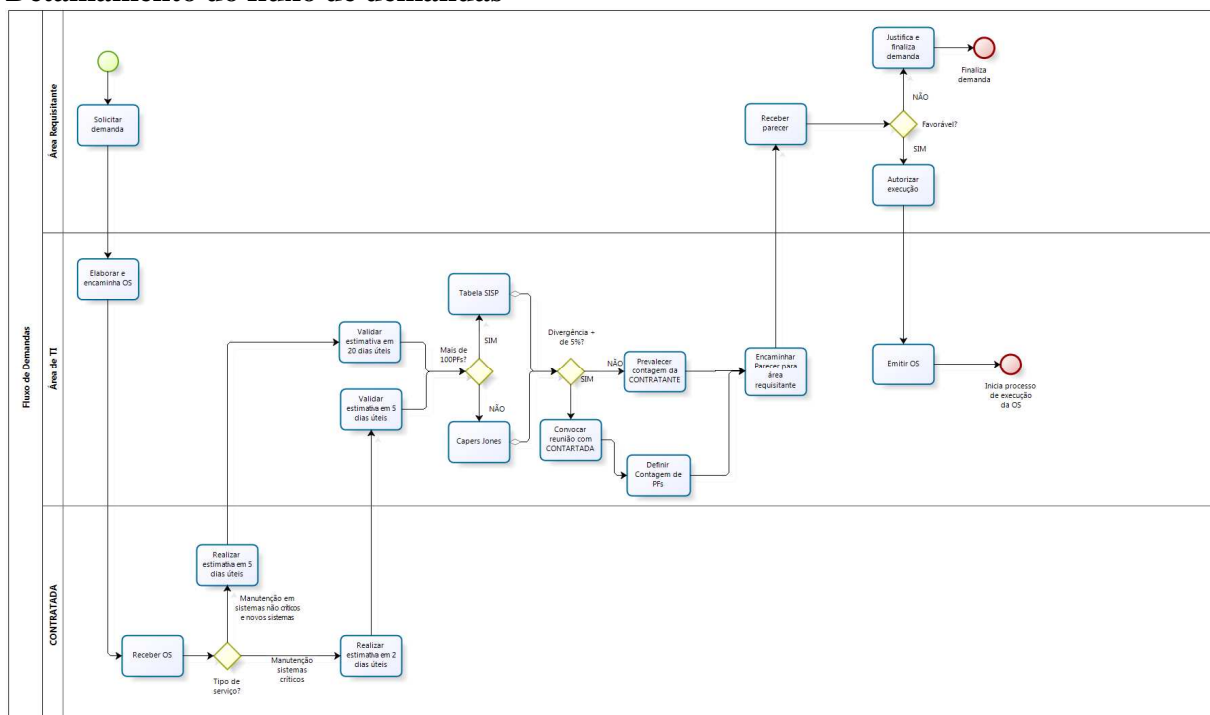 Detalhamento do fluxo de demandas
Fluxo de Demandas
Área Requisitante
Solicitar
demanda
Receber
parecer
Justifica e
finaliza
demanda
Finaliza
demanda
NÃO
Favorável?
SIM
Autorizar
execução
Área de TI
Elaborar e
encaminha OS
Validar
estimativa em
20 dias úteis
Validar
estimativa em 5
dias úteis
Mais de
100PFs?
SIM
NÃO
Tabela SISP
Capers Jones
Divergência +
de 5%?
NÃO
SIM
Prevalecer
contagem da
CONTRATANTE
Convocar
reunião com
CONTARTADA
Definir
Contagem de
PFs
Encaminhar
Parecer para
área
requisitante
Emitir OS
Inicia processo
de execução
da OS
CONTRATADA
Realizar
estimativa em 5
dias úteis
Manutenção em
sistemas não críticos
e novos sistemas
Receber OS
Tipo de
serviço?
Manutenção
sistemas
críticos
Realizar
estimativa em 2
dias úteis